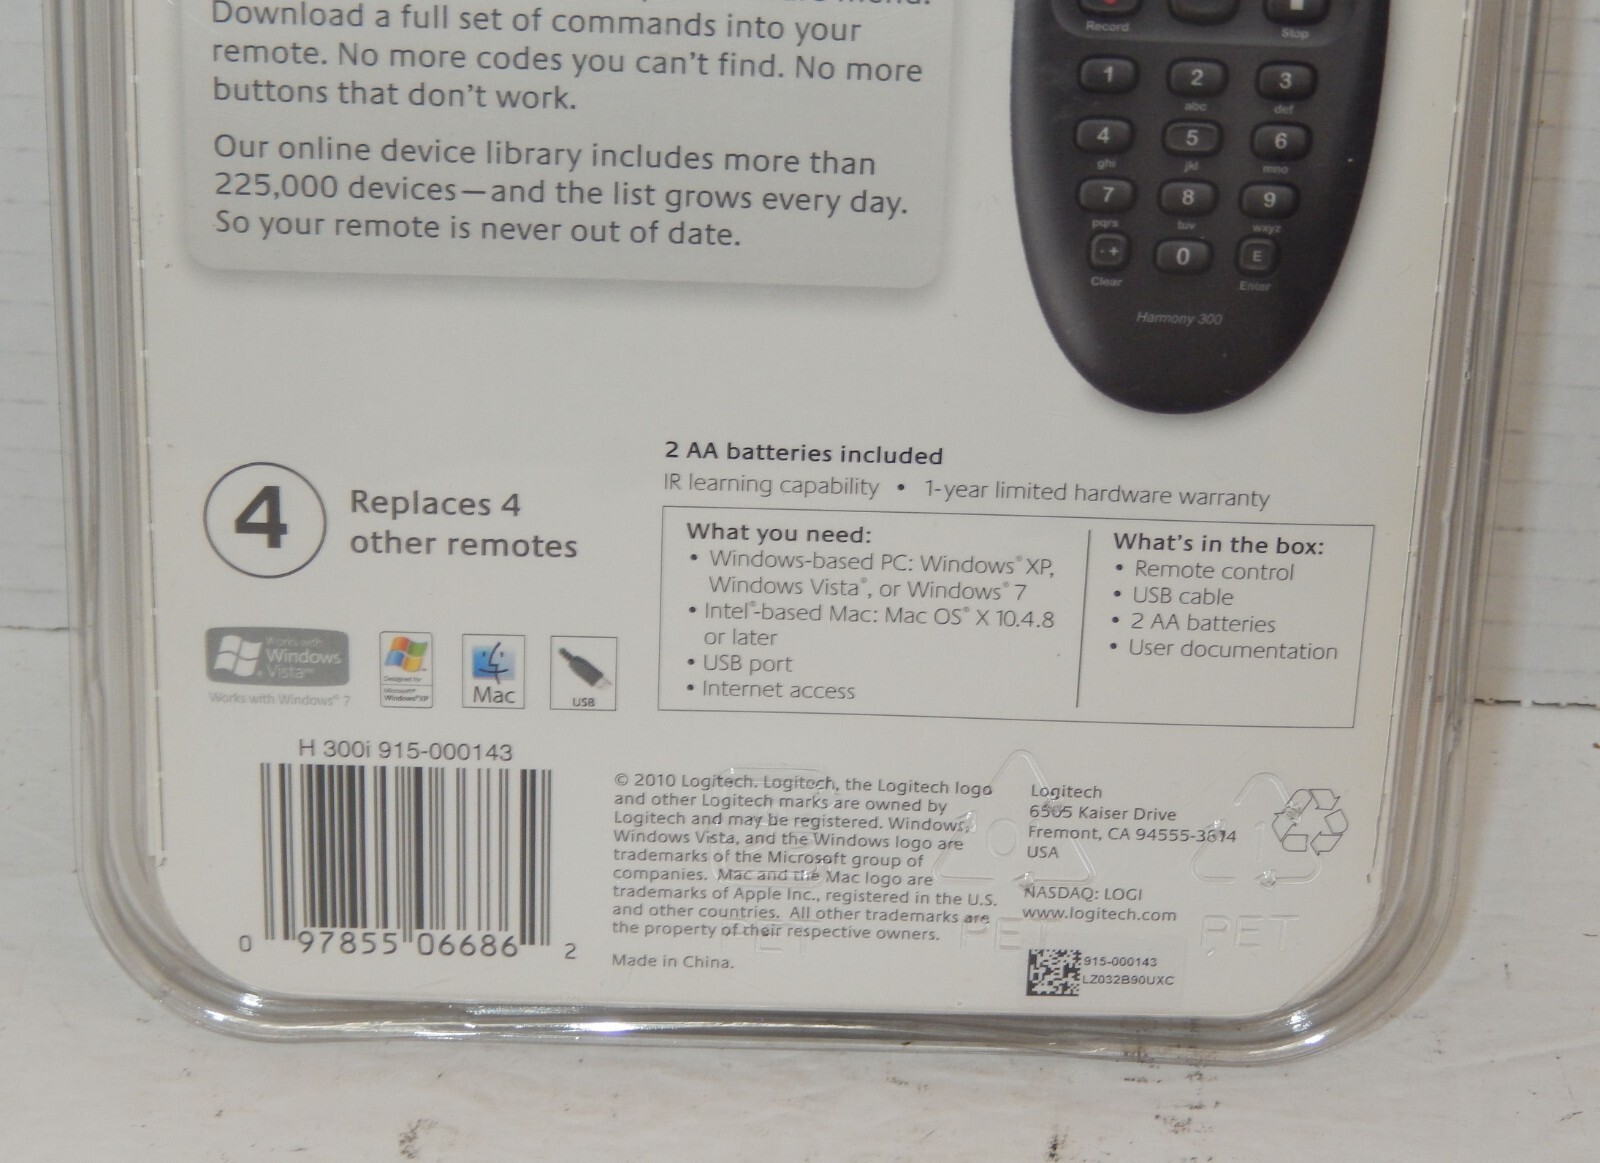 Download a full set of commands into your
remote. No more codes you can't find. No more
buttons that don't work.
Our online device library includes more than
225,000 devices—and the list grows every day.
So your remote is never out of date.
Record
Stop
1 2 3
abc def
4 5 6
ghi jkl mno
7 8 9
pqrs tuv wxyz
- + 0 E
Clear Enter
Harmony 300
4
Replaces 4
other remotes
2 AA batteries included
IR learning capability • 1-year limited hardware warranty
What you need:
• Windows-based PC: Windows® XP,
Windows Vista®, or Windows® 7
• Intel®-based Mac: Mac OS® X 10.4.8
or later
• USB port
• Internet access
What's in the box:
• Remote control
• USB cable
• 2 AA batteries
• User documentation
Works with
Windows
Vista™
Works with Windows® 7
Designed for
Microsoft®
Windows®XP
Mac
USB
H 300i 915-000143
0 97855 06686 2
© 2010 Logitech. Logitech, the Logitech logo
and other Logitech marks are owned by
Logitech and may be registered. Windows,
Windows Vista, and the Windows logo are
trademarks of the Microsoft group of
companies. Mac and the Mac logo are
trademarks of Apple Inc., registered in the U.S.
and other countries. All other trademarks are
the property of their respective owners.
Made in China.
Logitech
6505 Kaiser Drive
Fremont, CA 94555-3614
USA
NASDAQ: LOGI
www.logitech.com
915-000143
LZ032B90UXC
PET
PET
1
PET